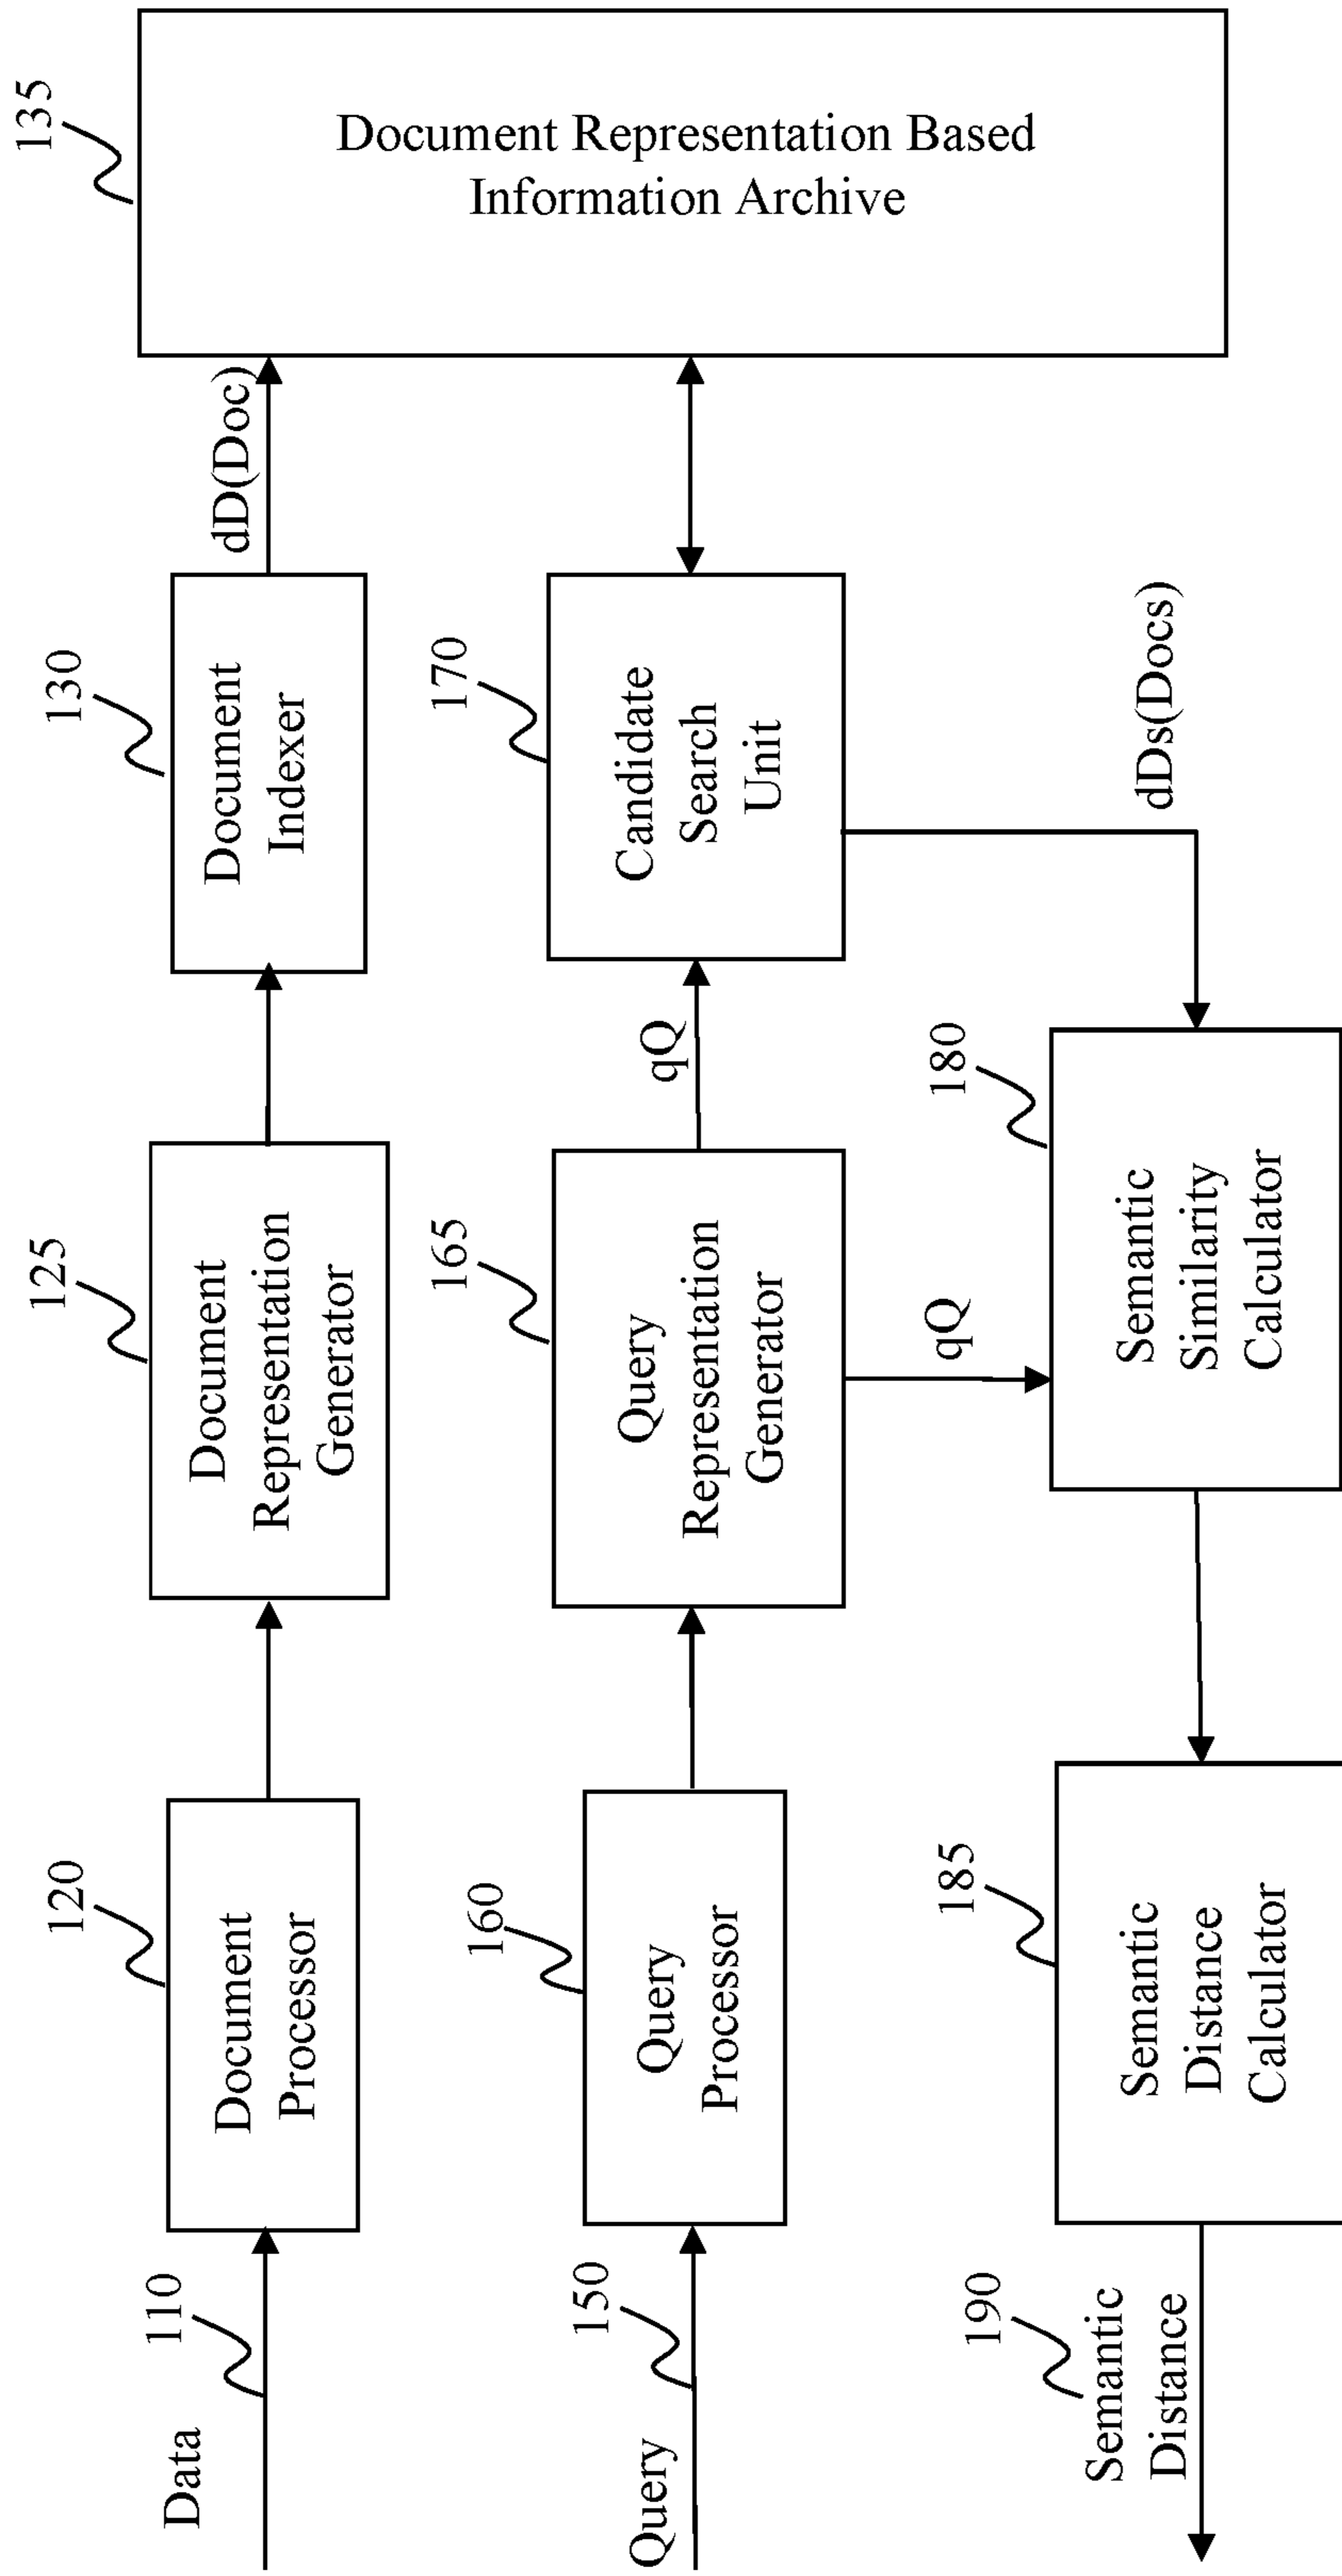 135
Document Representation Based
Information Archive
dD(Doc)
130
Document
Indexer
170
Candidate
Search
Unit
dDs(Docs)
125
Document
Representation
Generator
165
Query
Representation
Generator
qQ
qQ
180
Semantic
Similarity
Calculator
120
Document
Processor
160
Query
Processor
185
Semantic
Distance
Calculator
110
Data
150
Query
190
Semantic
Distance